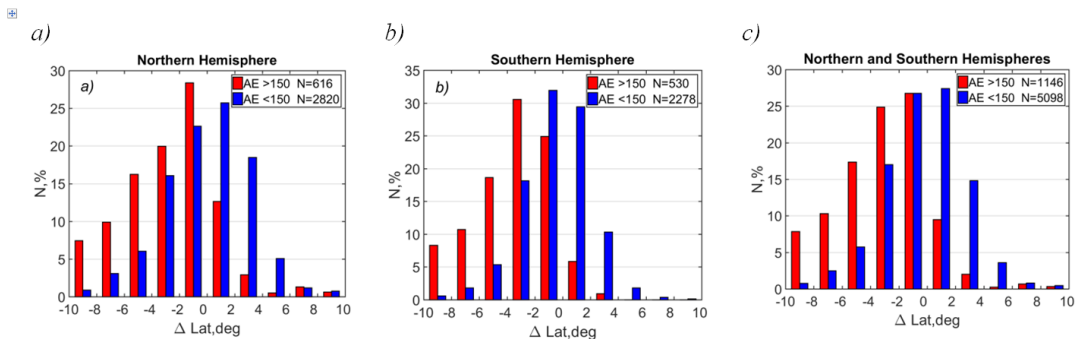 a)
b)
c)
Northern Hemisphere
30
25
20
15
10
5
0
N,%
a)
AE >150 N=616
AE <150 N=2820
-10 -8 -6 -4 -2 0 2 4 6 8 10
Δ Lat,deg
Southern Hemisphere
35
30
25
20
15
10
5
0
N,%
b)
AE >150 N=530
AE <150 N=2278
-10 -8 -6 -4 -2 0 2 4 6 8 10
Δ Lat,deg
Northern and Southern Hemispheres
30
25
20
15
10
5
0
N,%
AE >150 N=1146
AE <150 N=5098
-10 -8 -6 -4 -2 0 2 4 6 8 10
Δ Lat,deg